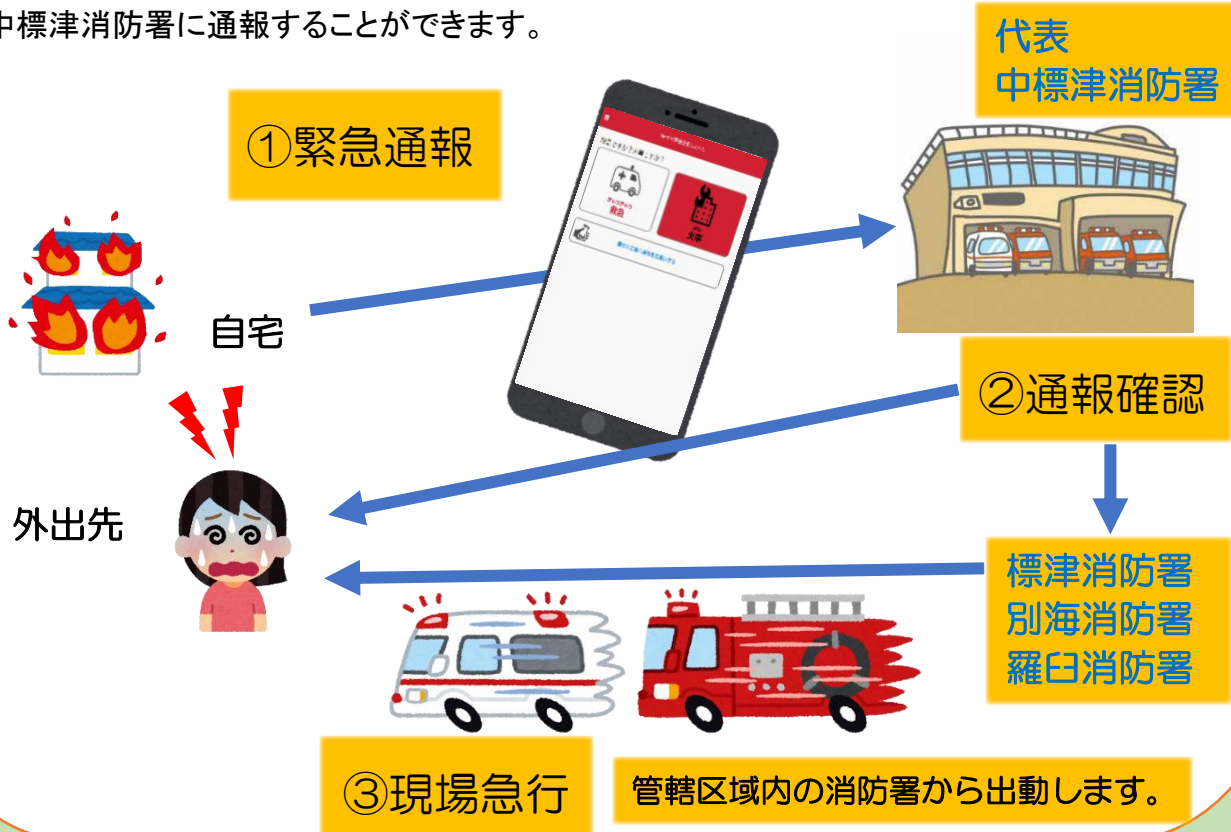 中標津消防署に通報することができます。
代表
中標津消防署
①緊急通報
救急
火事
自宅
②通報確認
外出先
標津消防署
別海消防署
羅臼消防署
③現場急行
管轄区域内の消防署から出動します。